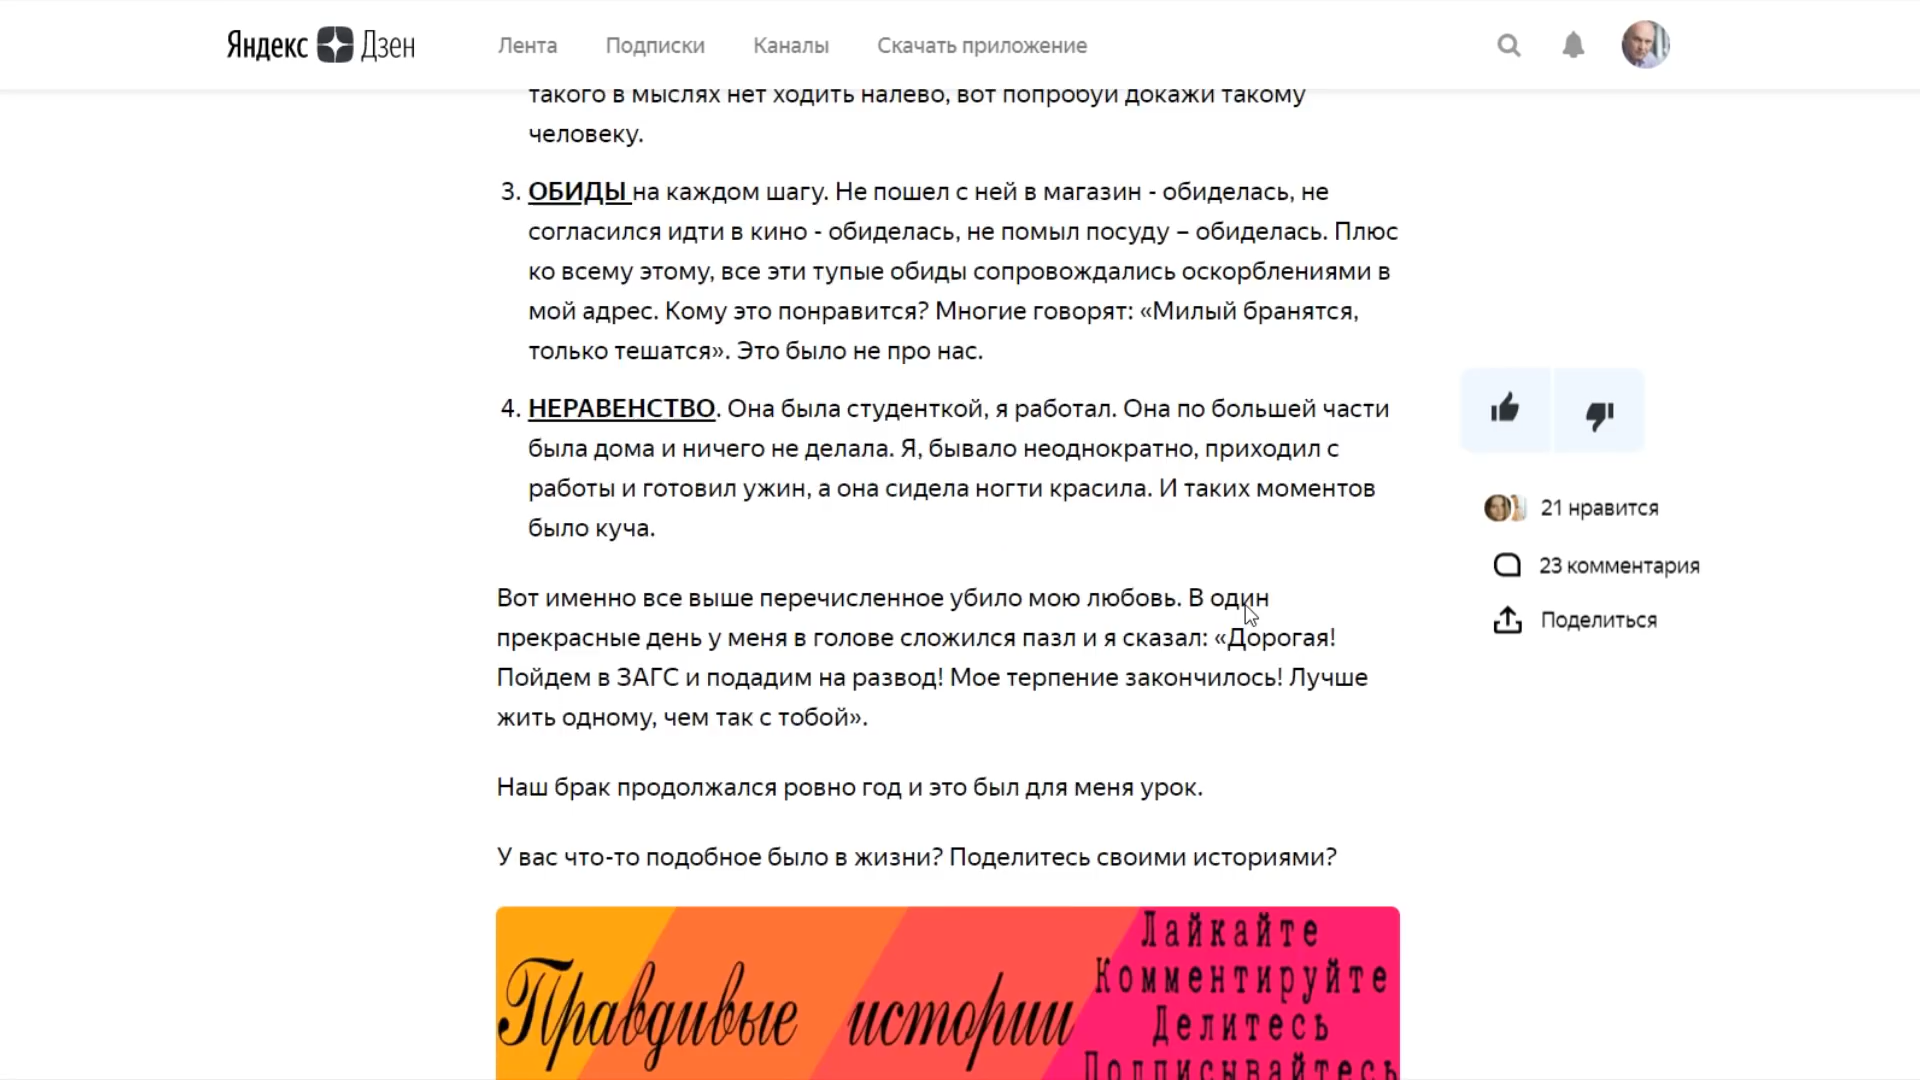 Яндекс Дзен
Лента
Подписки
Каналы
Скачать приложение
такого в мыслях нет ходить налево, вот попробуй докажи такому
человеку.
3. ОБИДЫ на каждом шагу. Не пошел с ней в магазин - обиделась, не
согласился идти в кино - обиделась, не помыл посуду – обиделась. Плюс
ко всему этому, все эти тупые обиды сопровождались оскорблениями в
мой адрес. Кому это понравится? Многие говорят: «Милый бранятся,
только тешатся». Это было не про нас.
4. НЕРАВЕНСТВО. Она была студенткой, я работал. Она по большей части
была дома и ничего не делала. Я, бывало неоднократно, приходил с
работы и готовил ужин, а она сидела ногти красила. И таких моментов
было куча.
Вот именно все выше перечисленное убило мою любовь. В один
прекрасные день у меня в голове сложился пазл и я сказал: «Дорогая!
Пойдем в ЗАГС и подадим на развод! Мое терпение закончилось! Лучше
жить одному, чем так с тобой».
Наш брак продолжался ровно год и это был для меня урок.
У вас что-то подобное было в жизни? Поделитесь своими историями?
21 нравится
23 комментария
Поделиться
Правдивые истории
Лайкайте
Комментируйте
Делитесь
Подписывайтесь